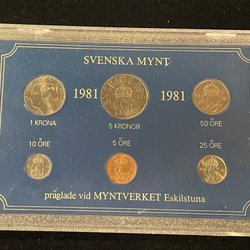 SVENSKA MYNT
1981 1981
1 KRONA 5 KRONOR 50 ÖRE
10 ÖRE 5 ÖRE 25 ÖRE
präglade vid MYNTVERKET Eskilstuna